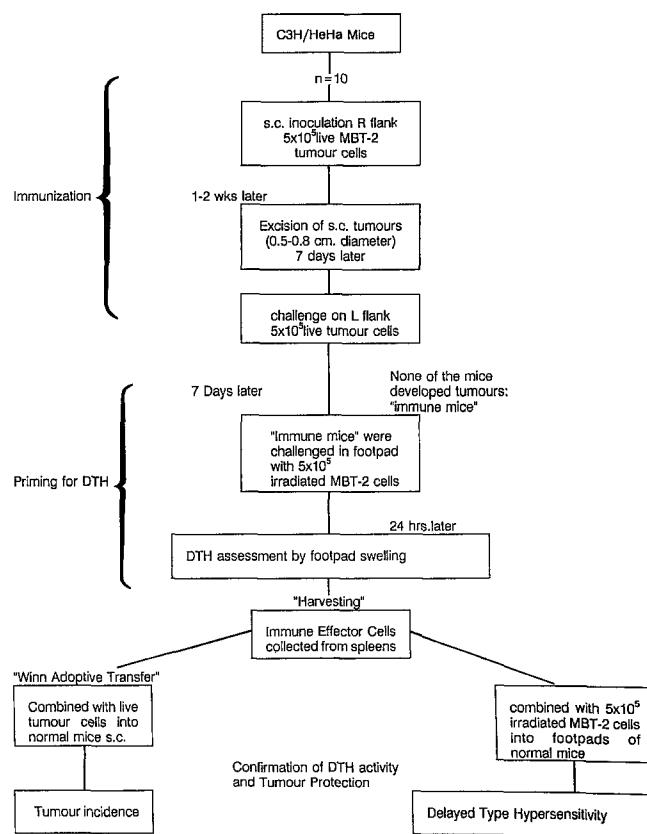 C3H/HeHa Mice
n=10
s.c. inoculation R flank
5x10⁵live MBT-2
tumour cells
Immunization
1-2 wks later
Excision of s.c. tumours
(0.5-0.8 cm. diameter)
7 days later
challenge on L flank
5x10⁵live tumour cells
7 Days later
None of the mice
developed tumours:
"immune mice"
"Immune mice" were
challenged in footpad
with 5x10⁵
irradiated MBT-2 cells
Priming for DTH
24 hrs.later
DTH assessment by footpad swelling
"Harvesting"
Immune Effector Cells
collected from spleens
"Winn Adoptive Transfer"
Combined with live
tumour cells into
normal mice s.c.
combined with 5x10⁵
irradiated MBT-2 cells
into footpads of
normal mice
Confirmation of DTH activity
and Tumour Protection
Tumour incidence
Delayed Type Hypersensitivity